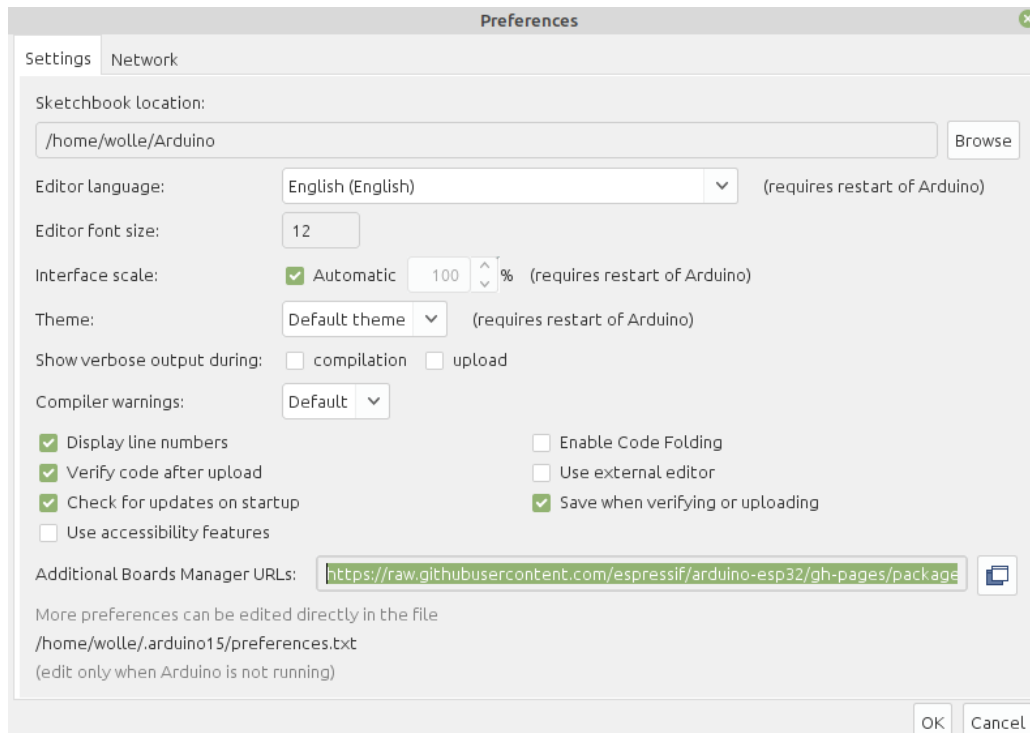 Preferences
Settings Network
Sketchbook location:
/home/wolle/Arduino Browse
Editor language: English (English) (requires restart of Arduino)
Editor font size: 12
Interface scale: Automatic 100 % (requires restart of Arduino)
Theme: Default theme (requires restart of Arduino)
Show verbose output during: compilation upload
Compiler warnings: Default
Display line numbers Enable Code Folding
Verify code after upload Use external editor
Check for updates on startup Save when verifying or uploading
Use accessibility features
Additional Boards Manager URLs: https://raw.githubusercontent.com/espressif/arduino-esp32/gh-pages/package
More preferences can be edited directly in the file
/home/wolle/.arduino15/preferences.txt
(edit only when Arduino is not running)
OK Cancel